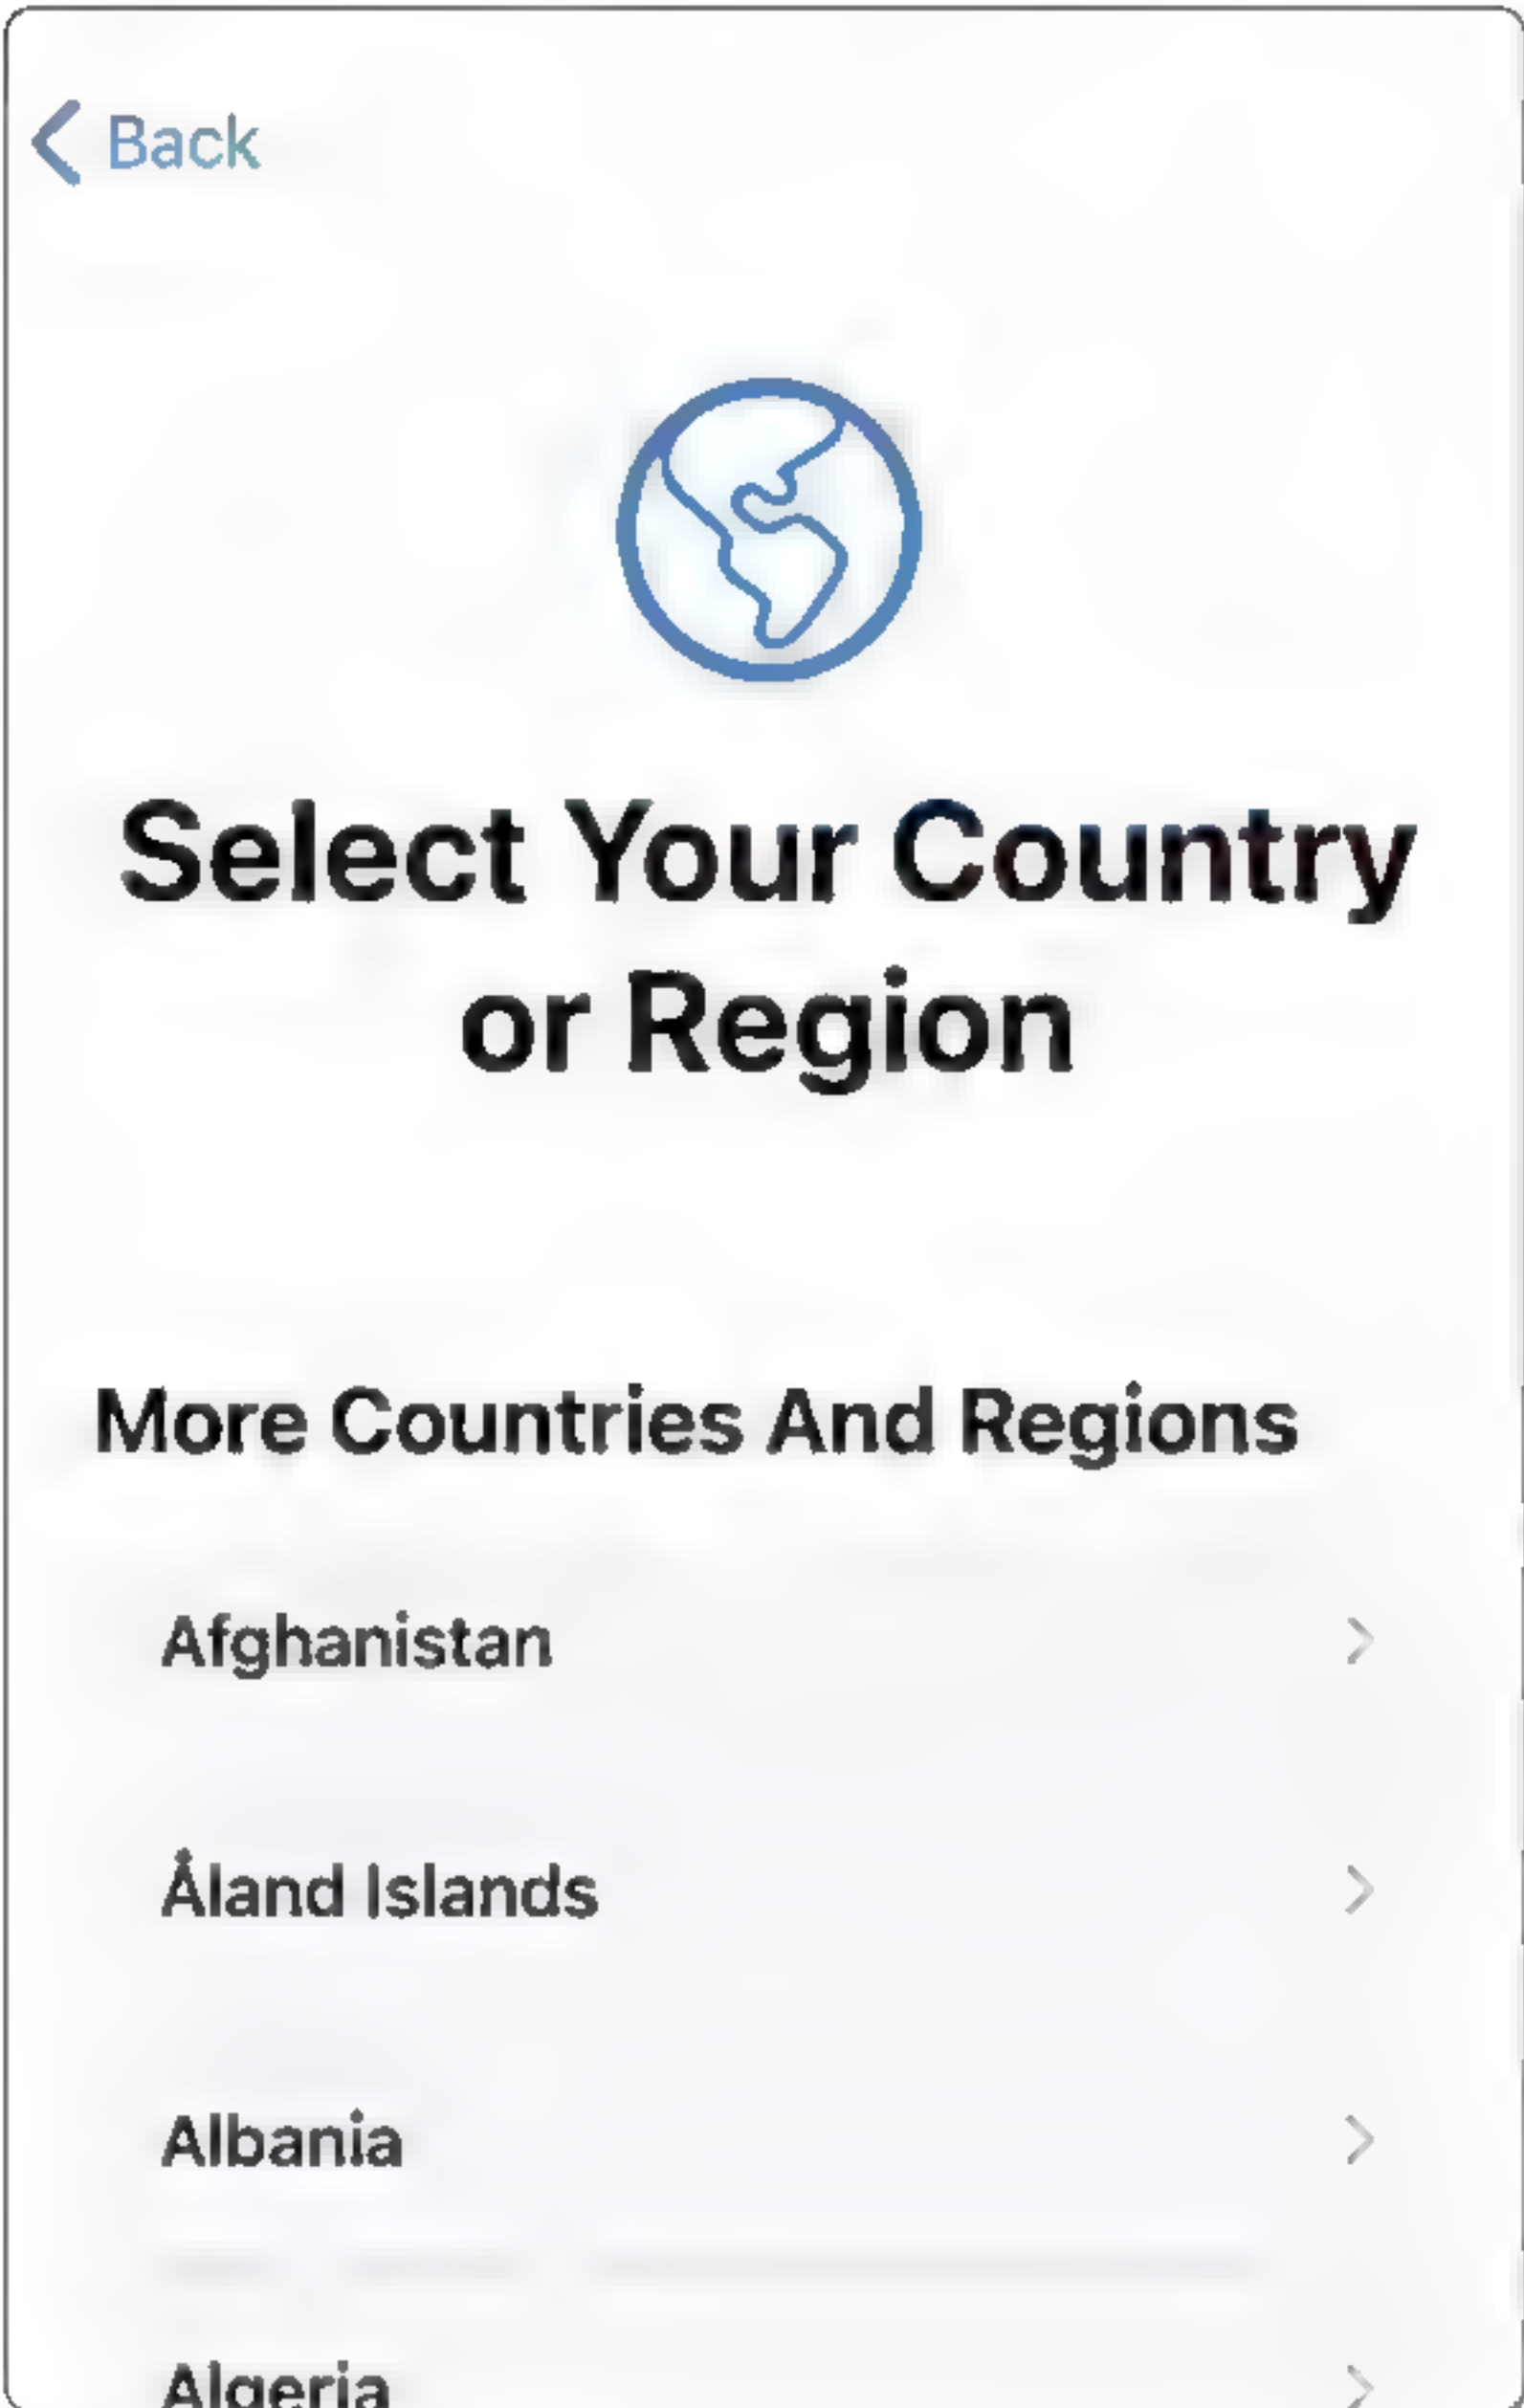 Back
Select Your Country
or Region
More Countries And Regions
Afghanistan
Åland Islands
Albania
Algeria